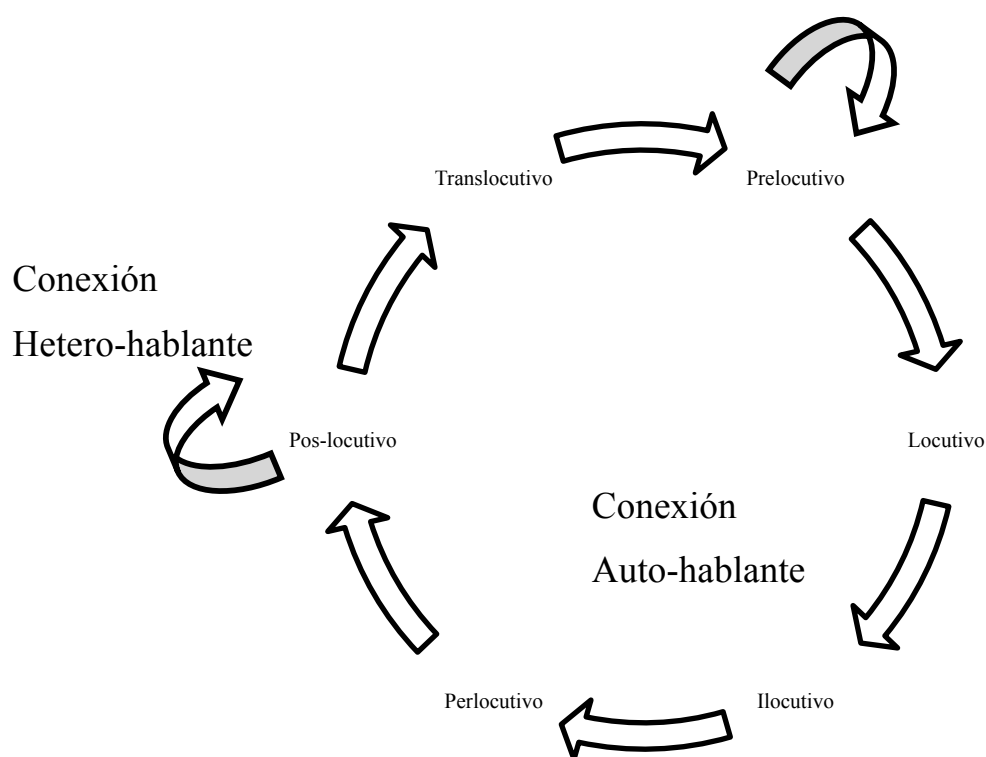 Translocutivo
Prelocutivo
Conexión
Hetero-hablante
Pos-locutivo
Locutivo
Conexión
Auto-hablante
Perlocutivo
Ilocutivo